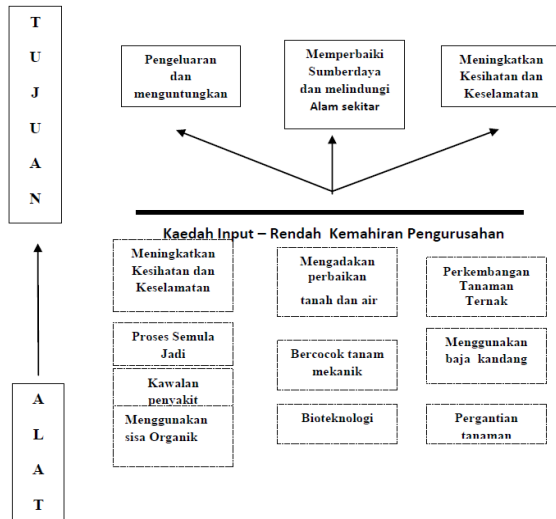 T
U
J
U
A
N
Pengeluaran
dan
menguntungkan
Memperbaiki
Sumberdaya
dan melindungi
Alam sekitar
Meningkatkan
Kesihatan dan
Keselamatan
Kaedah Input – Rendah Kemahiran Pengurusahan
Meningkatkan
Kesihatan dan
Keselamatan
Mengadakan
perbaikan
tanah dan air
Perkembangan
Tanaman
Ternak
Proses Semula
Jadi
Bercocok tanam
mekanik
Menggunakan
baja kandang
Kawalan
penyakit
Menggunakan
sisa Organik
Bioteknologi
Pergantian
tanaman
A
L
A
T